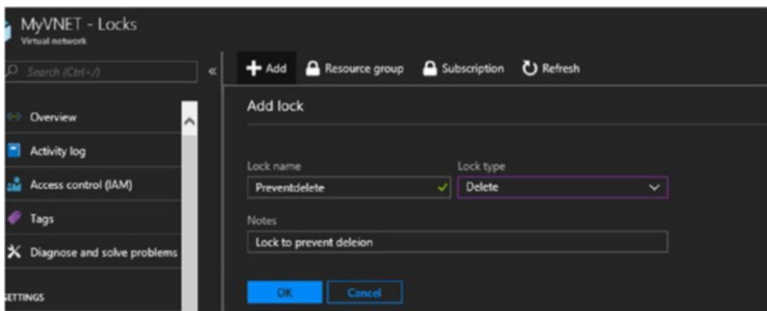 MyVNET - Locks
Virtual network
Search (Ctrl+/)
«
Add
Resource group
Subscription
Refresh
Overview
Activity log
Access control (IAM)
Tags
Diagnose and solve problems
SETTINGS
Add lock
Lock name
Lock type
Preventdelete
Delete
Notes
Lock to prevent deleion
OK
Cancel